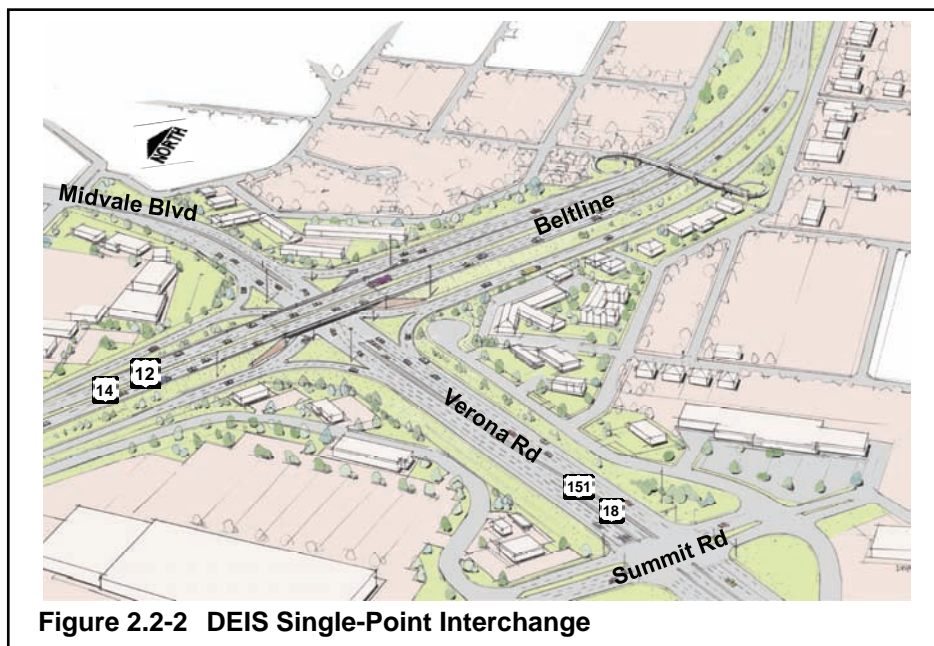 NORTH
Midvale Blvd
Beltline
14
12
Verona Rd
151
18
Summit Rd
Figure 2.2-2 DEIS Single-Point Interchange